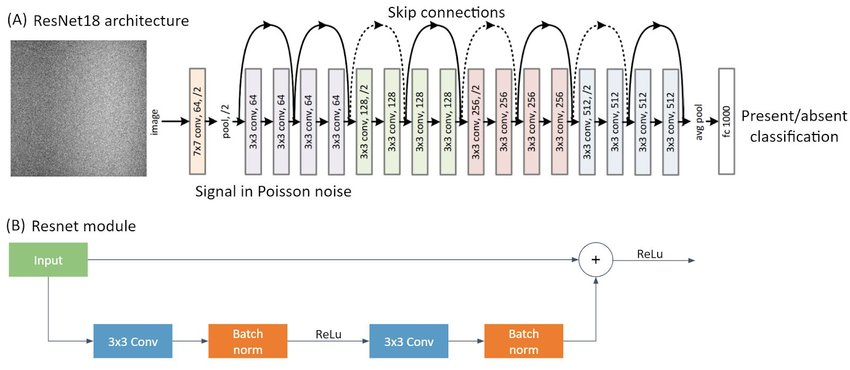 (A) ResNet18 architecture
Skip connections
image
7x7 conv, 64, /2
pool, /2
3x3 conv, 64
3x3 conv, 64
3x3 conv, 64
3x3 conv, 64
3x3 conv, 128, /2
3x3 conv, 128
3x3 conv, 128
3x3 conv, 128
3x3 conv, 256, /2
3x3 conv, 256
3x3 conv, 256
3x3 conv, 256
3x3 conv, 512, /2
3x3 conv, 512
3x3 conv, 512
3x3 conv, 512
avg pool
fc 1000
Present/absent
classification
Signal in Poisson noise
(B) Resnet module
Input
+
ReLu
3x3 Conv
Batch
norm
ReLu
3x3 Conv
Batch
norm